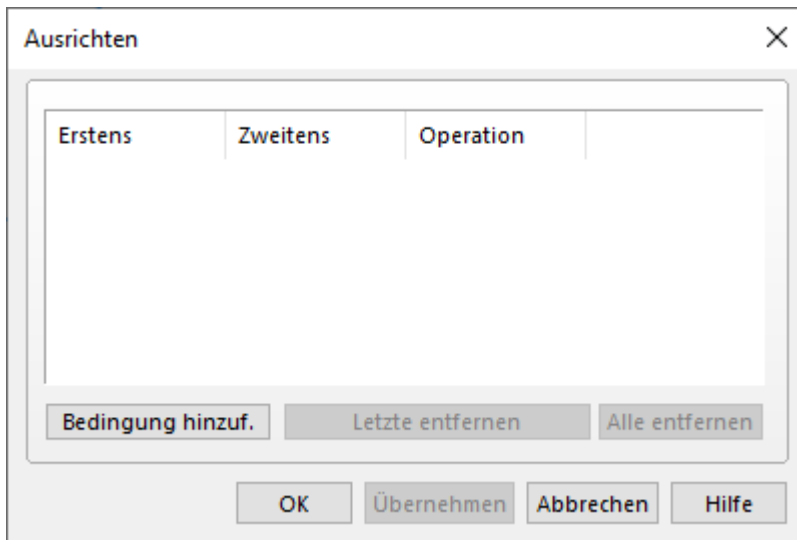 Ausrichten
Erstens Zweitens Operation
Bedingung hinzuf. Letzte entfernen Alle entfernen
OK Übernehmen Abbrechen Hilfe